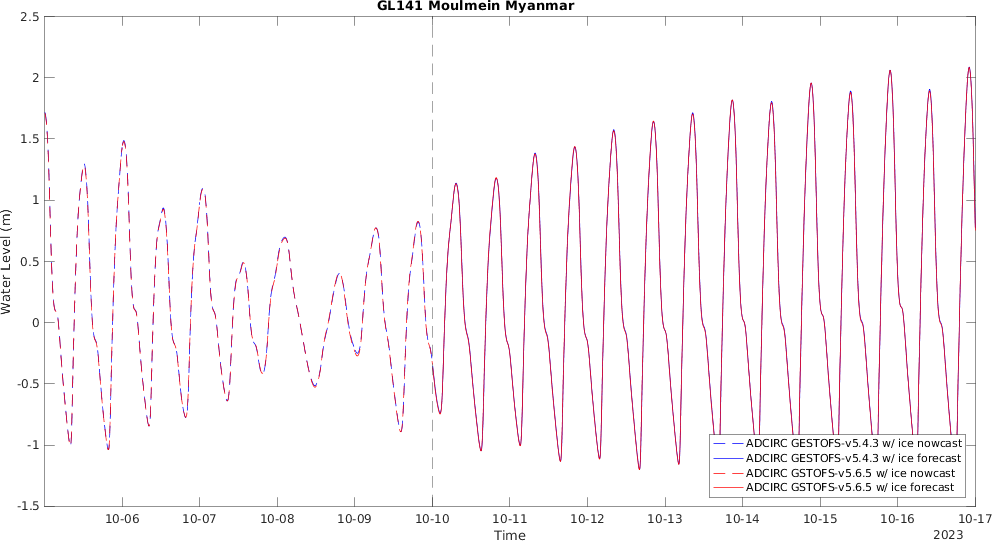 GL141 Moulmein Myanmar
2.5
2
1.5
1
0.5
0
-0.5
-1
-1.5
Water Level (m)
ADCIRC GESTOFS-v5.4.3 w/ ice nowcast
ADCIRC GESTOFS-v5.4.3 w/ ice forecast
ADCIRC GSTOFS-v5.6.5 w/ ice nowcast
ADCIRC GSTOFS-v5.6.5 w/ ice forecast
10-06 10-07 10-08 10-09 10-10 10-11 10-12 10-13 10-14 10-15 10-16 10-17
Time
2023